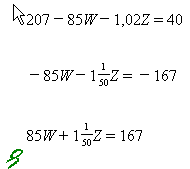 207 − 85W − 1,02Z = 40
− 85W − 1 1/50 Z = − 167
85W + 1 1/50 Z = 167